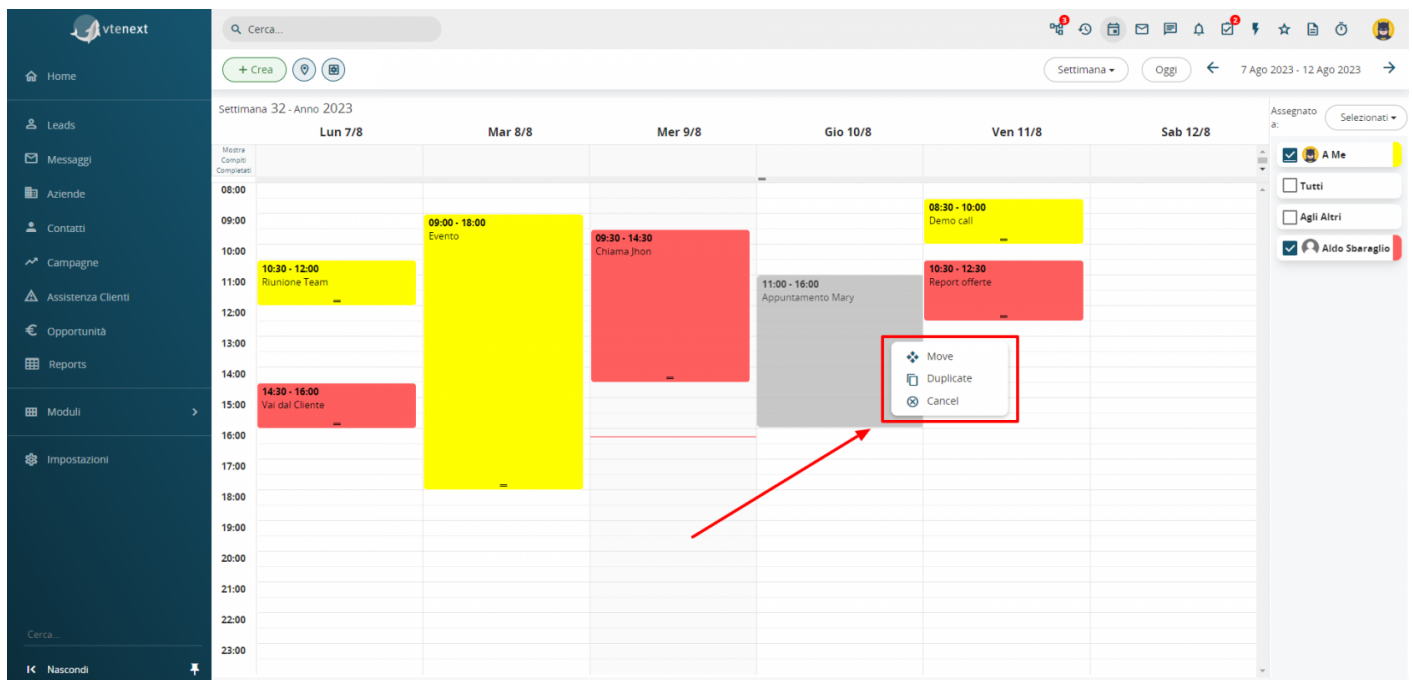 vtenext
Cerca...
3
2
Home
Leads
Messaggi
Aziende
Contatti
Campagne
Assistenza Clienti
Opportunità
Reports
Moduli
Impostazioni
Cerca...
Nascondi
+ Crea
Settimana
Oggi
7 Ago 2023 - 12 Ago 2023
Settimana 32 - Anno 2023
Lun 7/8
Mar 8/8
Mer 9/8
Gio 10/8
Ven 11/8
Sab 12/8
Mostra
Compiti
Completati
08:00
09:00
10:00
11:00
12:00
13:00
14:00
15:00
16:00
17:00
18:00
19:00
20:00
21:00
22:00
23:00
10:30 - 12:00
Riunione Team
14:30 - 16:00
Vai dal Cliente
09:00 - 18:00
Evento
09:30 - 14:30
Chiama Jhon
11:00 - 16:00
Appuntamento Mary
08:30 - 10:00
Demo call
10:30 - 12:30
Report offerte
Move
Duplicate
Cancel
Assegnato
a:
Selezionati
A Me
Tutti
Agli Altri
Aldo Sbaraglio